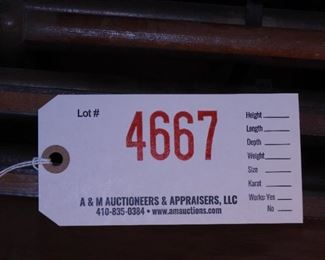 Lot #
4667
Height
Length
Depth
Weight
Size
Karat
Works: Yes
No
A & M AUCTIONEERS & APPRAISERS, LLC
410-835-0384 • www.amauctions.com